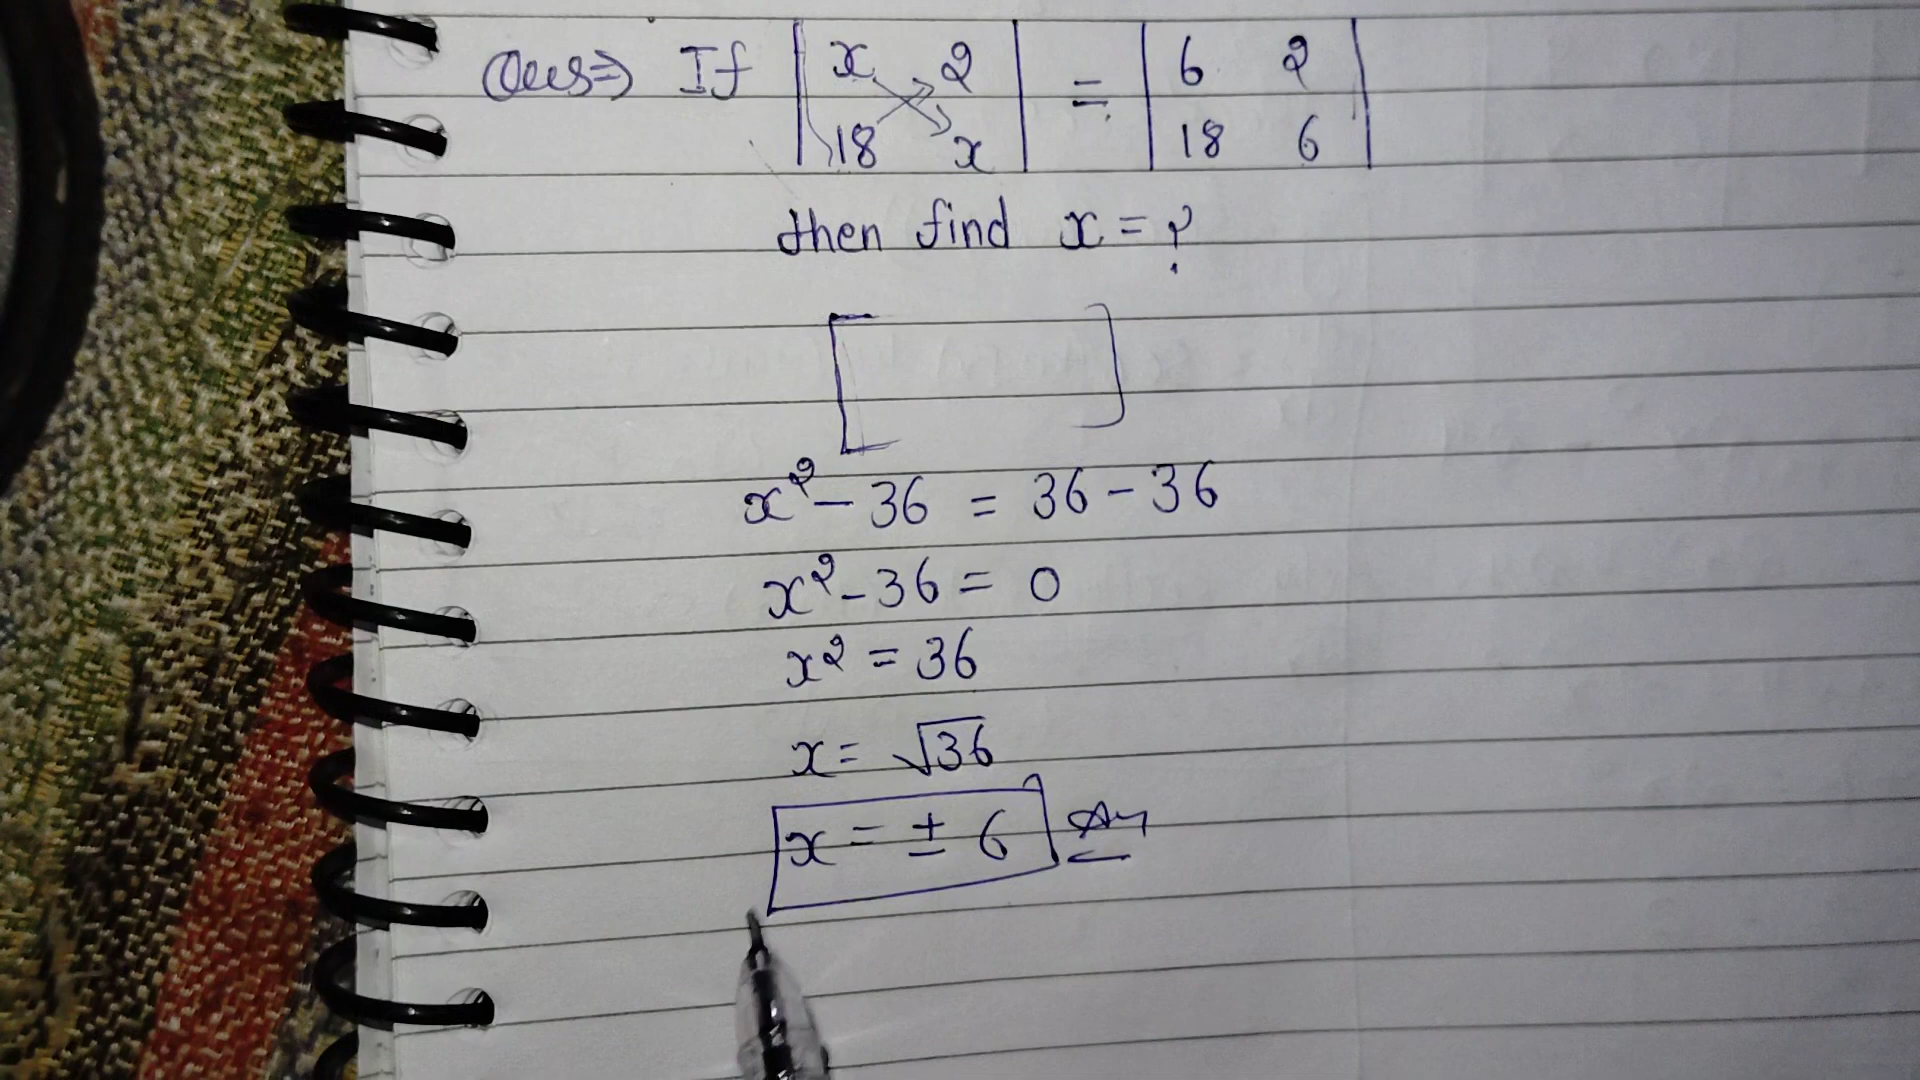 Ques⇒ If | x 2 | = | 6 2 |
| 18 x | | 18 6 |
then find x = ?
[ ]
x² - 36 = 36 - 36
x² - 36 = 0
x² = 36
x = √36
x = ± 6 Ans